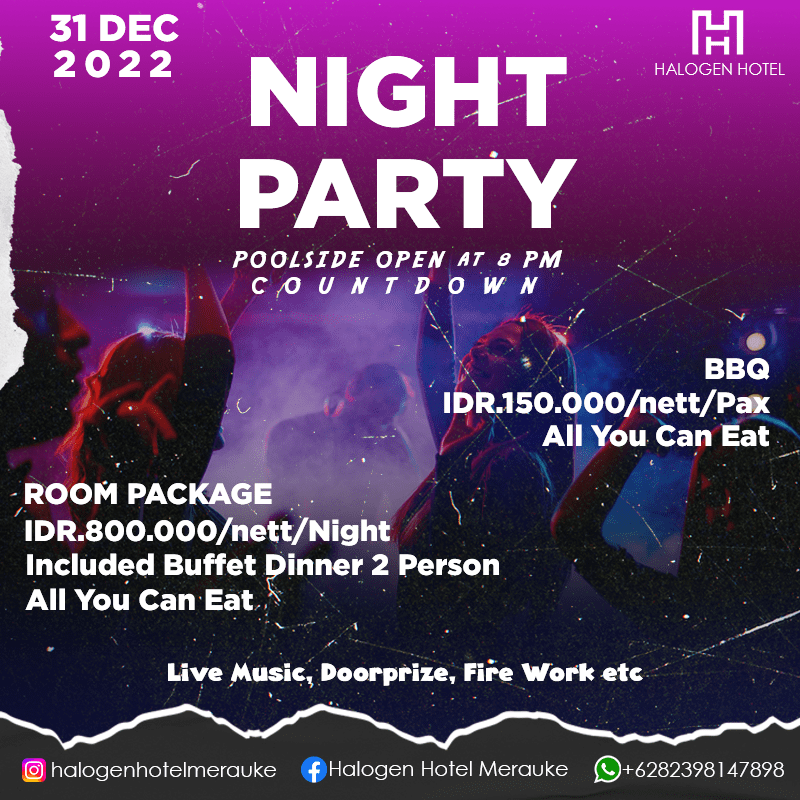 31 DEC
2022
HALOGEN HOTEL
NIGHT
PARTY
POOLSIDE OPEN AT 8 PM
COUNTDOWN
BBQ
IDR.150.000/nett/Pax
All You Can Eat
ROOM PACKAGE
IDR.800.000/nett/Night
Included Buffet Dinner 2 Person
All You Can Eat
Live Music, Doorprize, Fire Work etc
halogenhotelmerauke
Halogen Hotel Merauke
+6282398147898